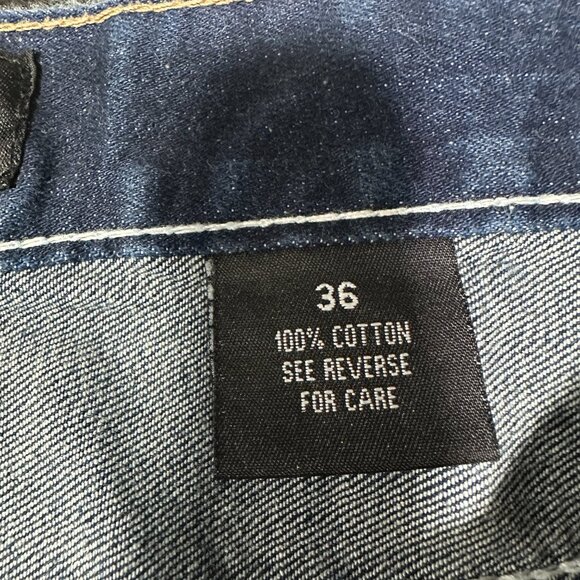 36
100% COTTON
SEE REVERSE
FOR CARE